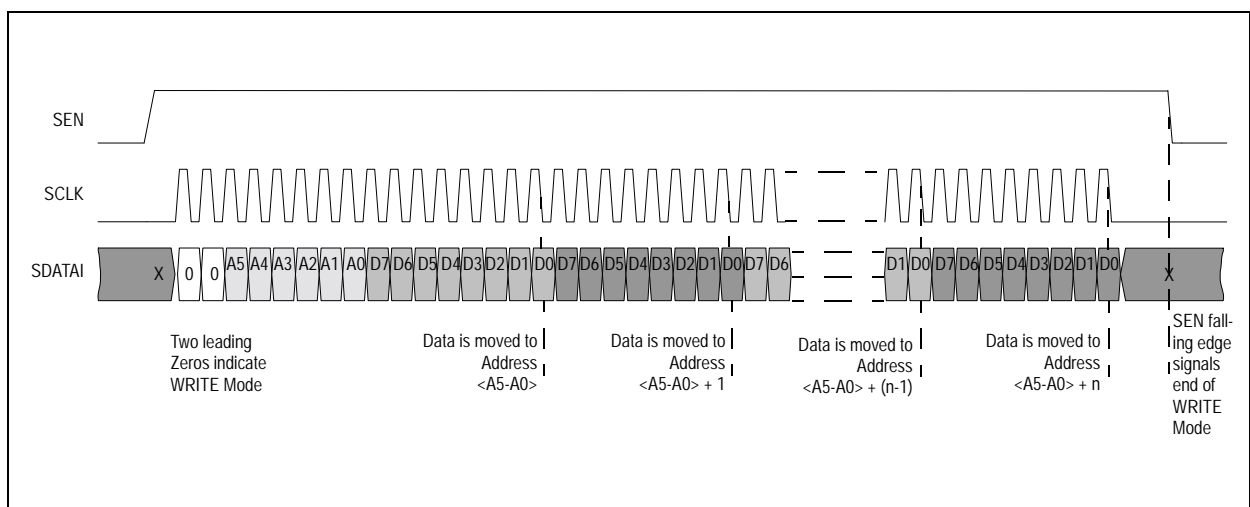 SEN
SCLK
SDATAI
X 0 0 A5 A4 A3 A2 A1 A0 D7 D6 D5 D4 D3 D2 D1 D0 D7 D6 D5 D4 D3 D2 D1 D0 D7 D6 D1 D0 D7 D6 D5 D4 D3 D2 D1 D0 X
Two leading
Zeros indicate
WRITE Mode
Data is moved to
Address
<A5-A0>
Data is moved to
Address
<A5-A0> + 1
Data is moved to
Address
<A5-A0> + (n-1)
Data is moved to
Address
<A5-A0> + n
SEN fall-
ing edge
signals
end of
WRITE
Mode